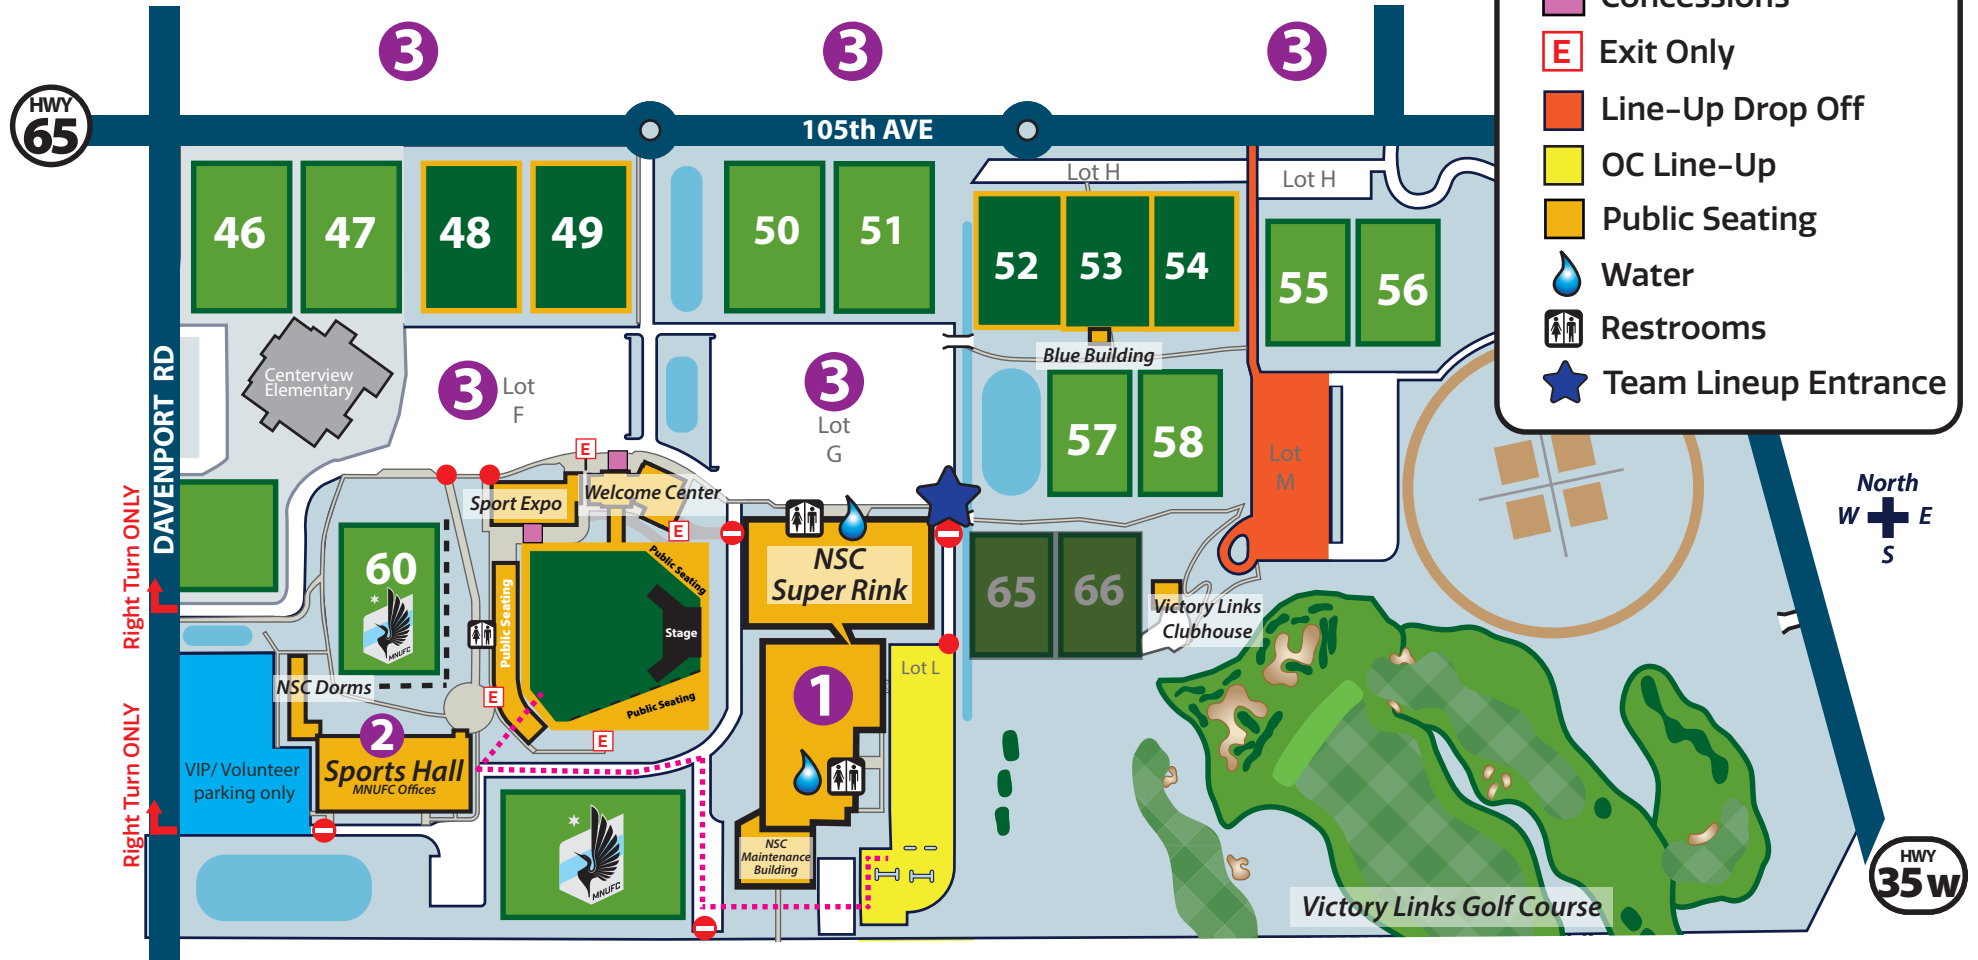 Concessions
E Exit Only
Line-Up Drop Off
OC Line-Up
Public Seating
Water
Restrooms
Team Lineup Entrance
3
3
3
HWY
65
105th AVE
DAVENPORT RD
46
47
48
49
50
51
Lot H
52
53
54
Lot H
55
56
Blue Building
Centerview
Elementary
3
Lot
F
3
Lot
G
57
58
Lot
M
North
W E
S
E
Sport Expo
Welcome Center
E
NSC
Super Rink
60
MNUFC
Public Seating
Public Seating
Stage
Public Seating
65
66
Victory Links
Clubhouse
Right Turn ONLY
NSC Dorms
E
E
1
Lot L
2
Sports Hall
MNUFC Offices
VIP/ Volunteer
parking only
Right Turn ONLY
MNUFC
NSC
Maintenance
Building
Victory Links Golf Course
HWY
35W